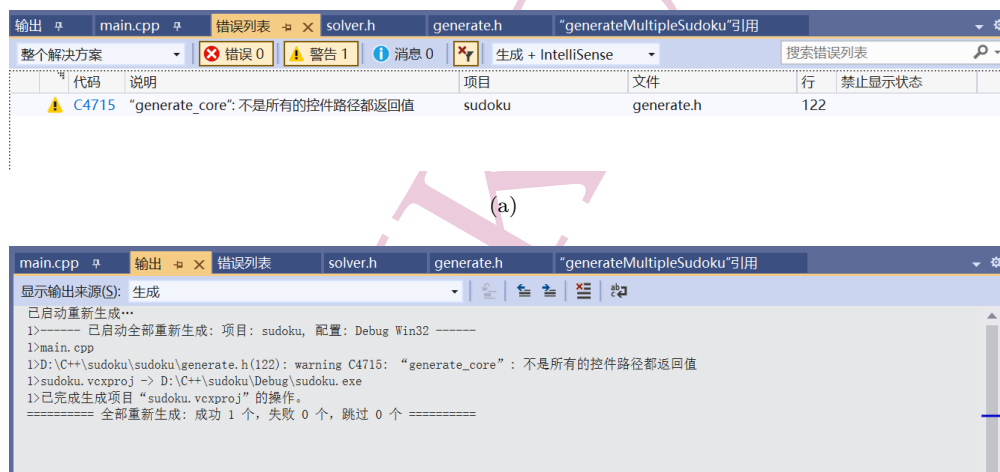 输出 main.cpp 错误列表 solver.h generate.h "generateMultipleSudoku"引用
整个解决方案 错误 0 警告 1 消息 0 生成 + IntelliSense 搜索错误列表
代码 说明 项目 文件 行 禁止显示状态
C4715 "generate_core": 不是所有的控件路径都返回值 sudoku generate.h 122
(a)
main.cpp 输出 错误列表 solver.h generate.h "generateMultipleSudoku"引用
显示输出来源(S): 生成
已启动重新生成…
1>------ 已启动全部重新生成: 项目: sudoku, 配置: Debug Win32 ------
1>main.cpp
1>D:\C++\sudoku\sudoku\generate.h(122): warning C4715: “generate_core”: 不是所有的控件路径都返回值
1>sudoku.vcxproj -> D:\C++\sudoku\Debug\sudoku.exe
1>已完成生成项目“sudoku.vcxproj”的操作。
========== 全部重新生成: 成功 1 个，失败 0 个，跳过 0 个 ==========